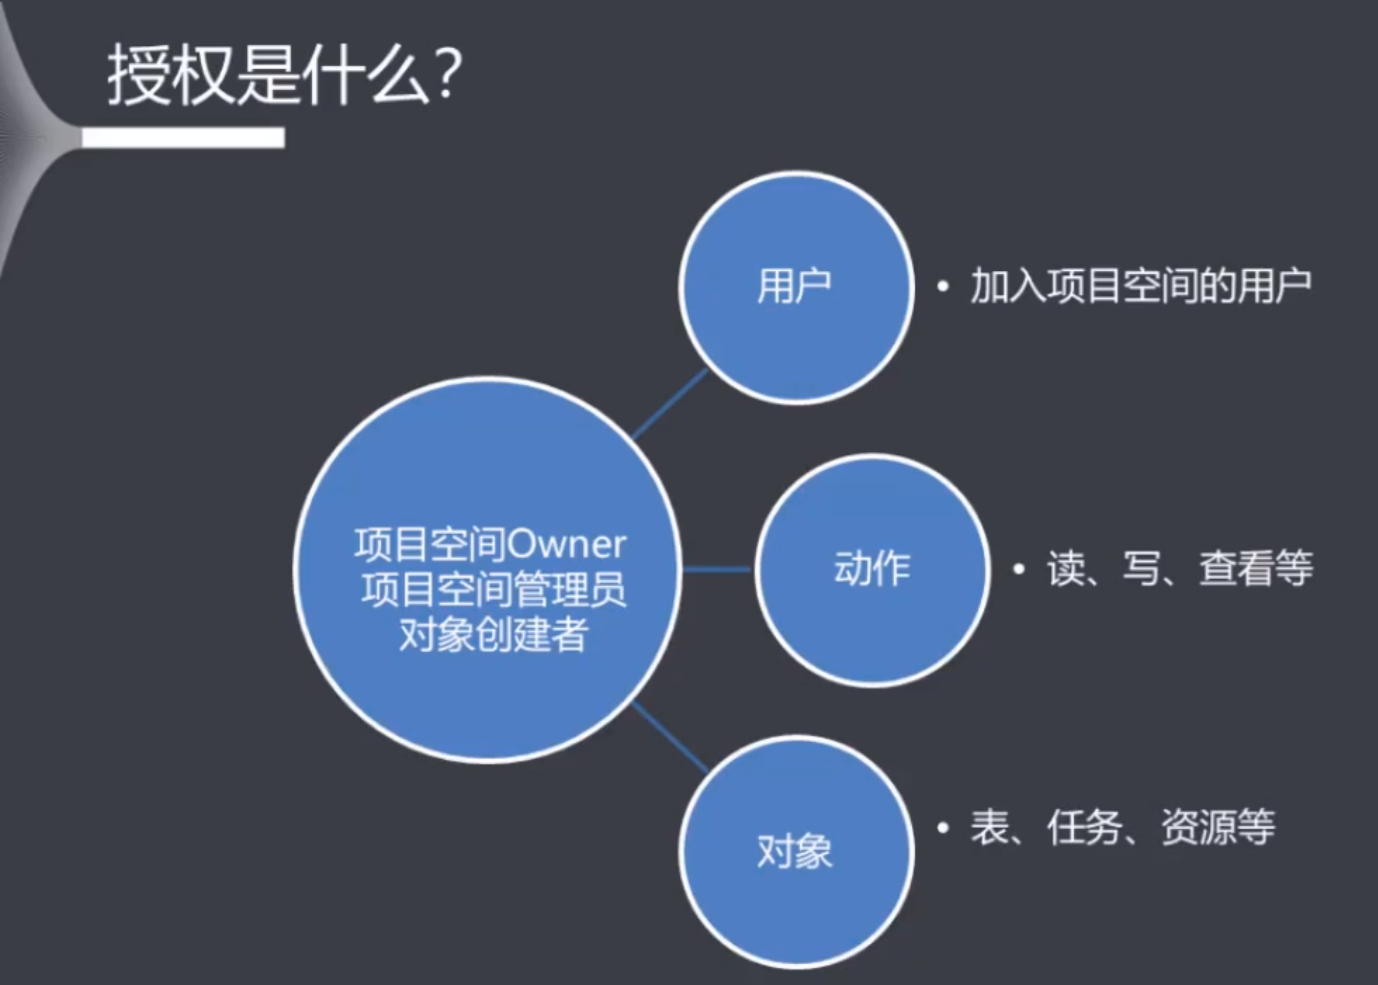 授权是什么？
用户
• 加入项目空间的用户
项目空间Owner
项目空间管理员
对象创建者
动作
• 读、写、查看等
对象
• 表、任务、资源等